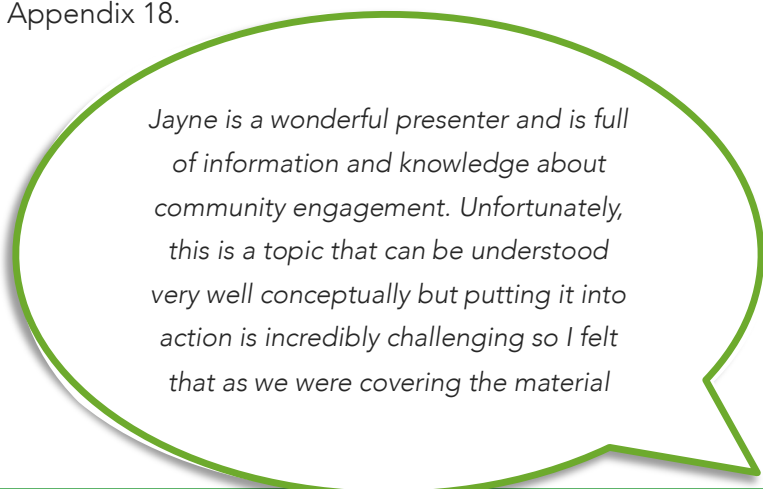 Appendix 18.
Jayne is a wonderful presenter and is full
of information and knowledge about
community engagement. Unfortunately,
this is a topic that can be understood
very well conceptually but putting it into
action is incredibly challenging so I felt
that as we were covering the material